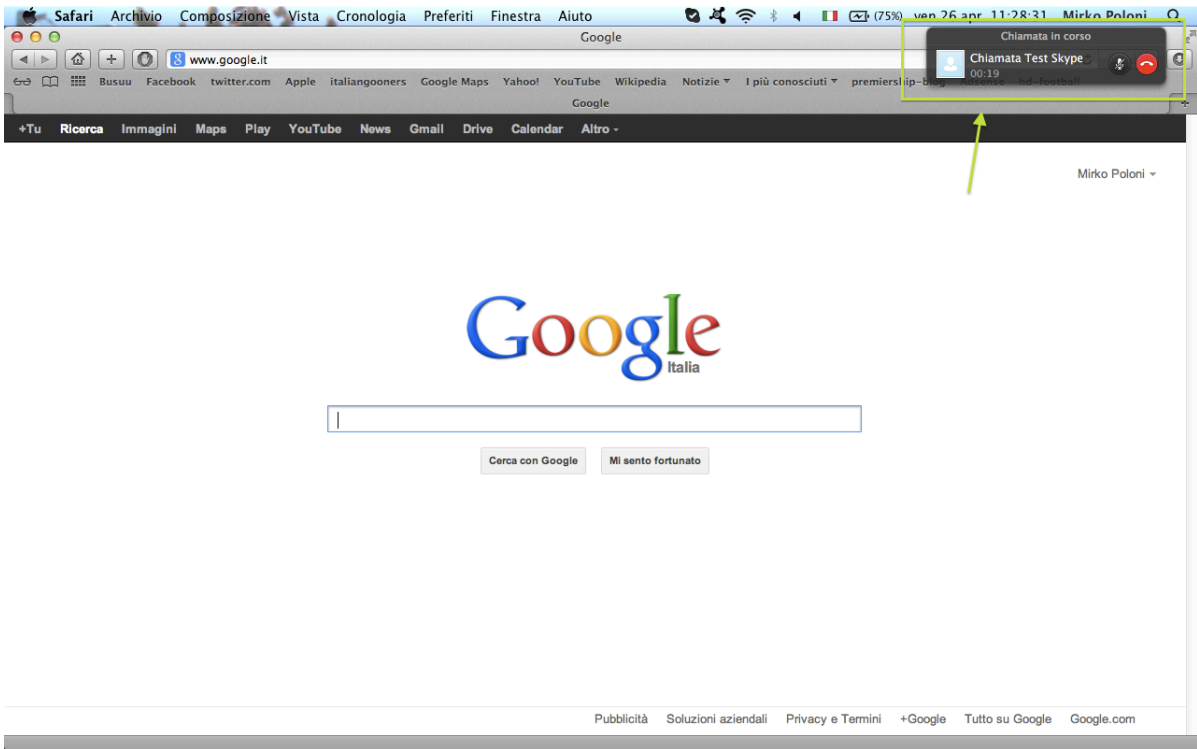 Safari Archivio Composizione Vista Cronologia Preferiti Finestra Aiuto (75%) ven 26 apr 11:28:31 Mirko Poloni
Google
Chiamata in corso
www.google.it
Chiamata Test Skype
00:19
Busuu Facebook twitter.com Apple italiangooners Google Maps Yahoo! YouTube Wikipedia Notizie I più conosciuti premiership-blog Adsense hd-football
Google
+Tu Ricerca Immagini Maps Play YouTube News Gmail Drive Calendar Altro
Mirko Poloni
Google
Italia
Cerca con Google Mi sento fortunato
Pubblicità Soluzioni aziendali Privacy e Termini +Google Tutto su Google Google.com